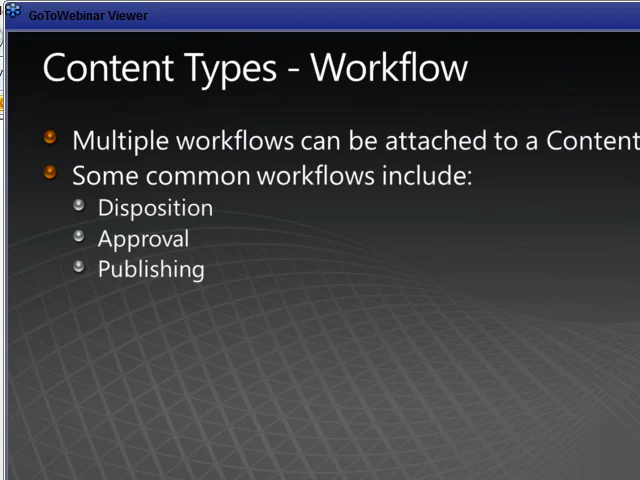 GoToWebinar Viewer
Content Types - Workflow
Multiple workflows can be attached to a Content
Some common workflows include:
Disposition
Approval
Publishing